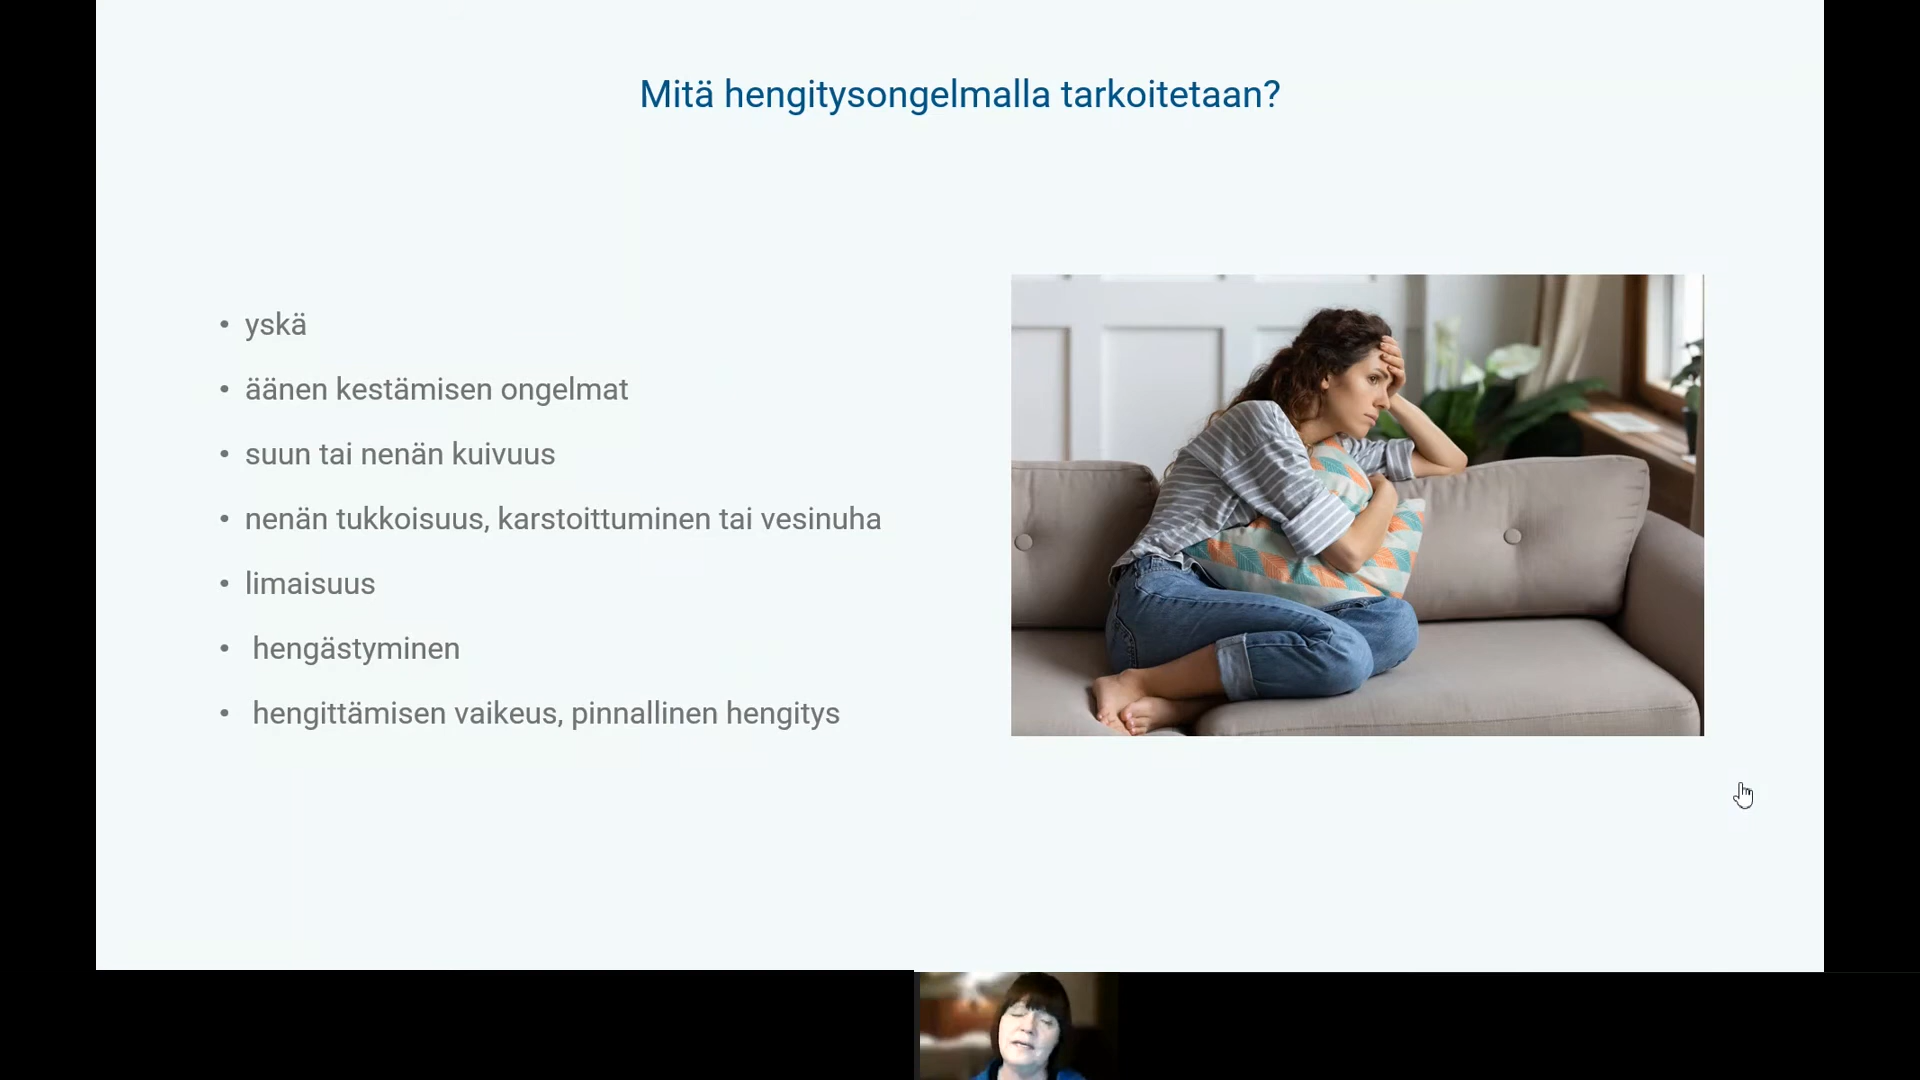 Mitä hengitysongelmalla tarkoitetaan?
• yskä
• äänen kestämisen ongelmat
• suun tai nenän kuivuus
• nenän tukkoisuus, karstoittuminen tai vesinuha
• limaisuus
• hengästyminen
• hengittämisen vaikeus, pinnallinen hengitys